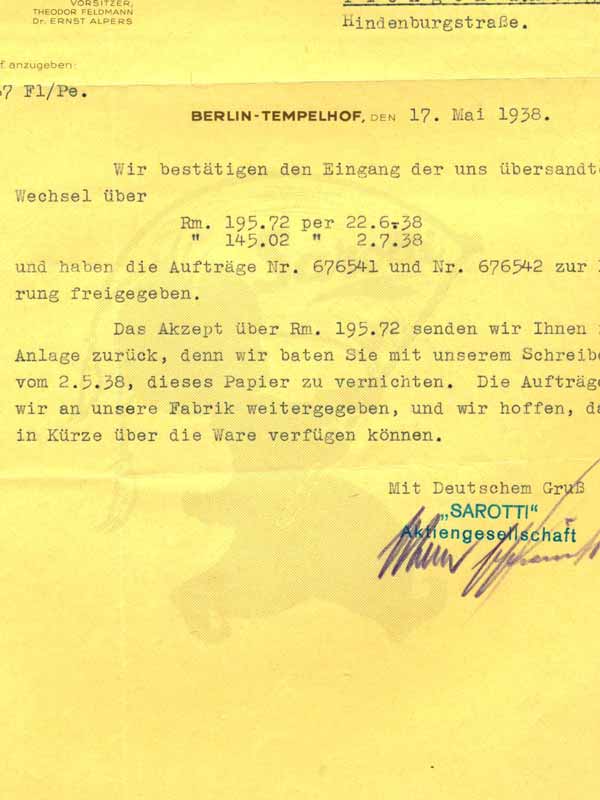 VORSITZER,
THEODOR FELDMANN
Dr. ERNST ALPERS
Hindenburgstraße.
f anzugeben:
67 Fl/Pe.
BERLIN-TEMPELHOF, DEN 17. Mai 1938.
Wir bestätigen den Eingang der uns übersandt
Wechsel über
Rm. 195.72 per 22.6.38
" 145.02 " 2.7.38
und haben die Aufträge Nr. 676541 und Nr. 676542 zur
rung freigegeben.
Das Akzept über Rm. 195.72 senden wir Ihnen
Anlage zurück, denn wir baten Sie mit unserem Schreibe
vom 2.5.38, dieses Papier zu vernichten. Die Aufträge
wir an unsere Fabrik weitergegeben, und wir hoffen, da
in Kürze über die Ware verfügen können.
Mit Deutschem Gruß
„SAROTTI“
Aktiengesellschaft